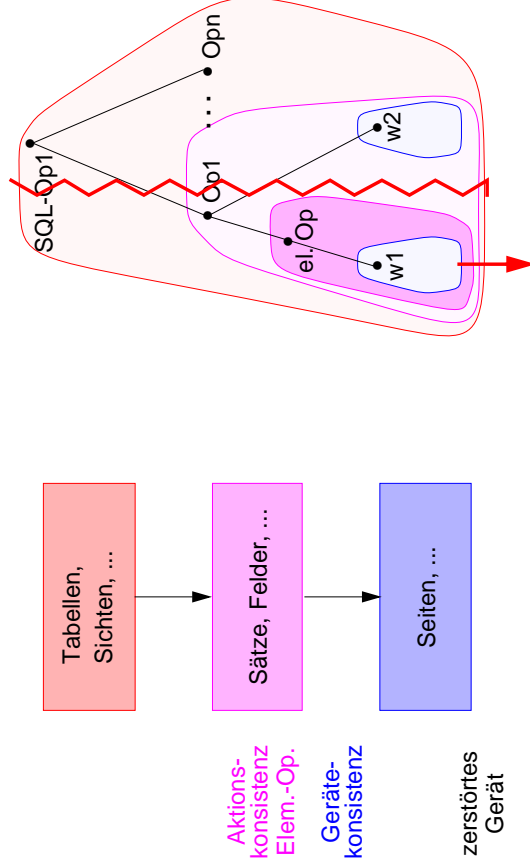 Tabellen,
Sichten, ...
Sätze, Felder, ...
Seiten, ...
Aktions-
konsistenz
Elem.-Op.
Geräte-
konsistenz
zerstörtes
Gerät
SQL-Op1
Op1
....
Opn
el. Op
w1
w2